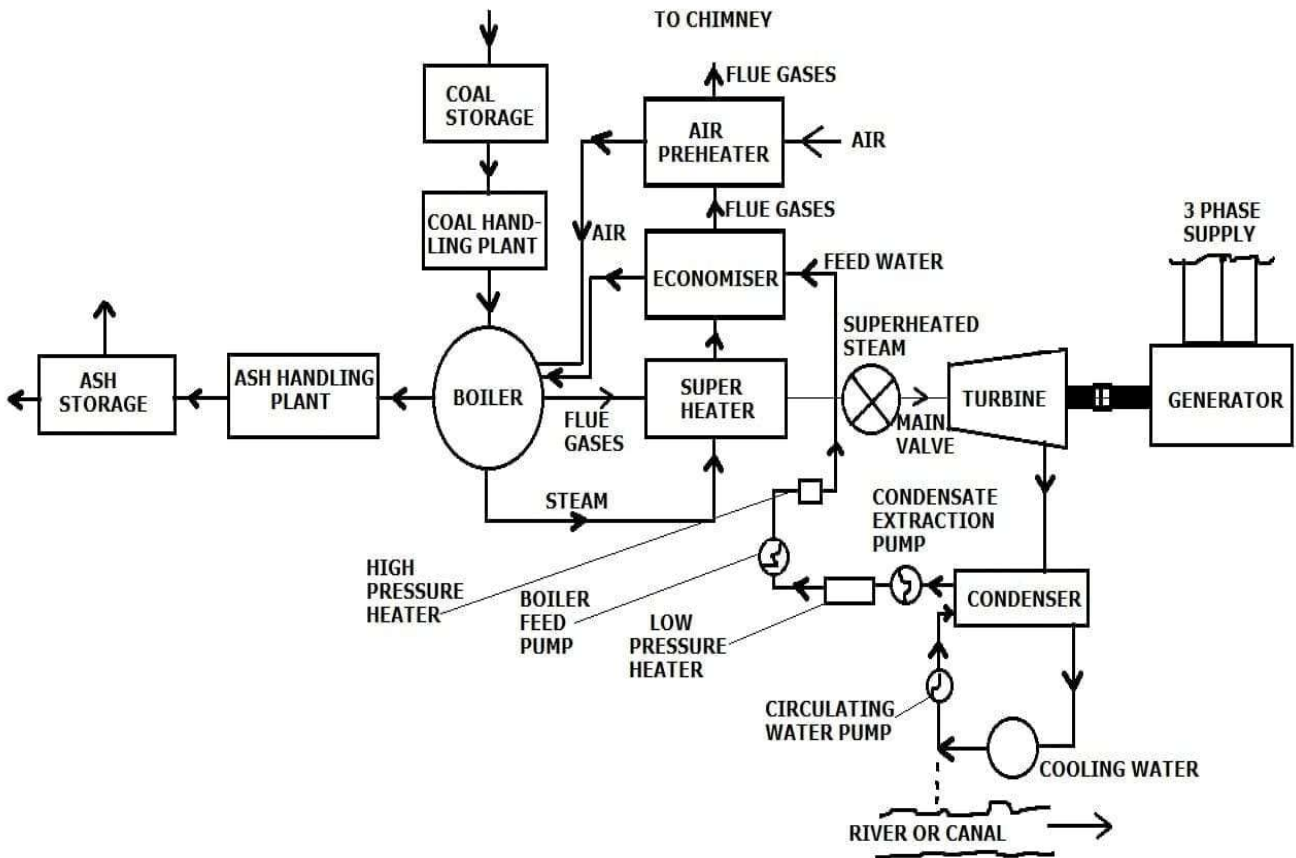 TO CHIMNEY
FLUE GASES
COAL
STORAGE
AIR
PREHEATER
AIR
FLUE GASES
COAL HAND-
LING PLANT
AIR
3 PHASE
SUPPLY
ECONOMISER
FEED WATER
SUPERHEATED
STEAM
ASH
STORAGE
ASH HANDLING
PLANT
BOILER
SUPER
HEATER
TURBINE
GENERATOR
FLUE
GASES
MAIN
VALVE
STEAM
CONDENSATE
EXTRACTION
PUMP
HIGH
PRESSURE
HEATER
BOILER
FEED
PUMP
LOW
PRESSURE
HEATER
CONDENSER
CIRCULATING
WATER PUMP
COOLING WATER
RIVER OR CANAL